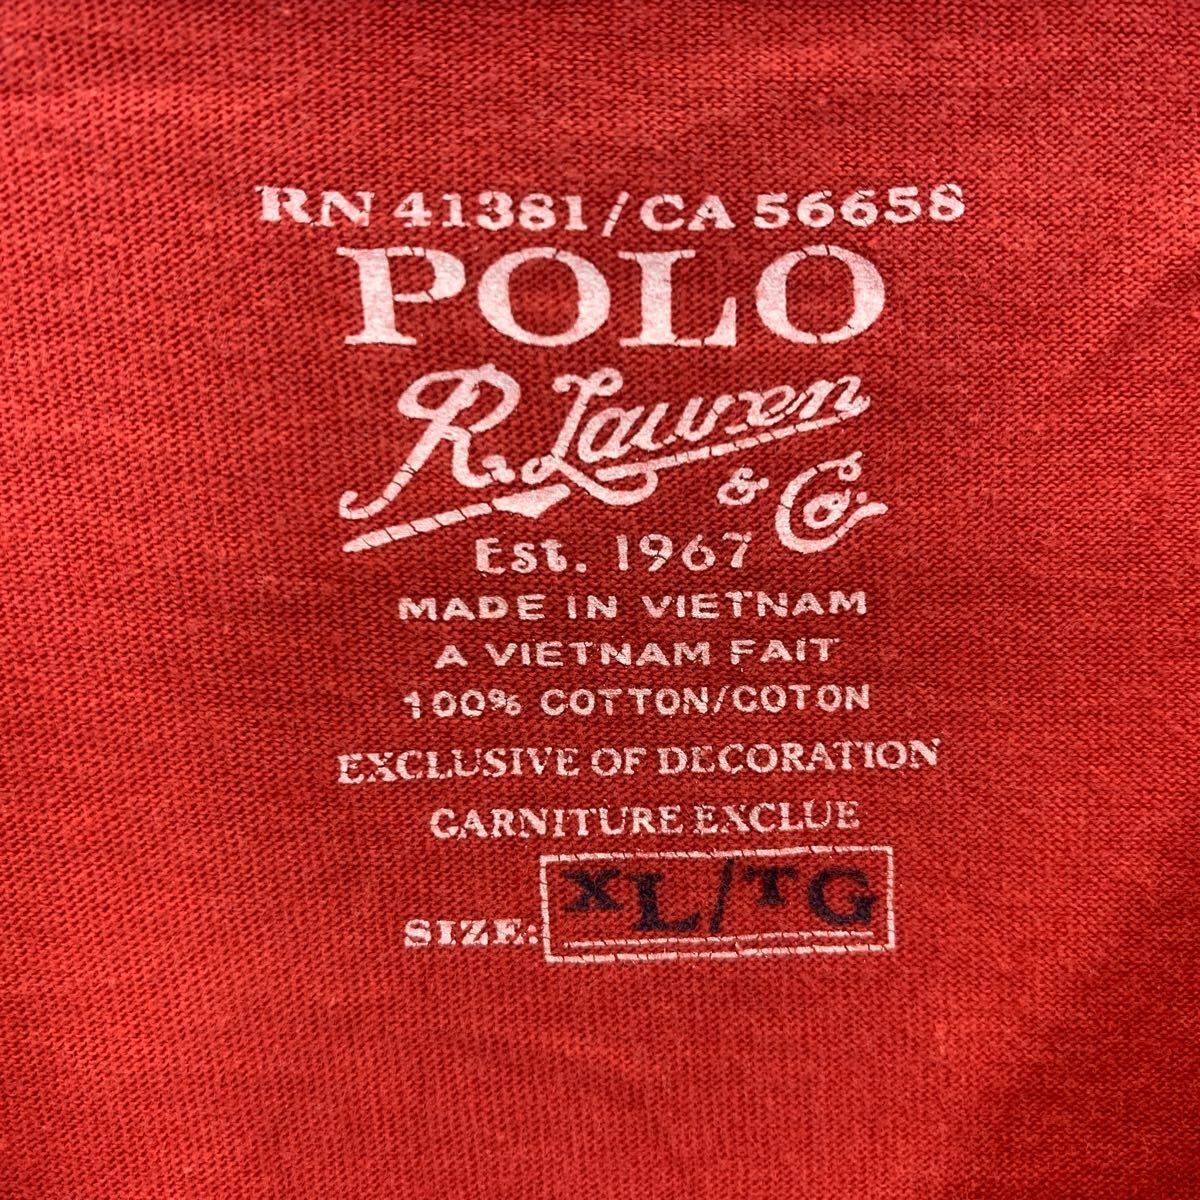 RN 41381/CA 56658
POLO
R. Lauren
& Co.
Est. 1967
MADE IN VIETNAM
A VIETNAM FAIT
100% COTTON/COTON
EXCLUSIVE OF DECORATION
GARNITURE EXCLUE
SIZE: XL/TG